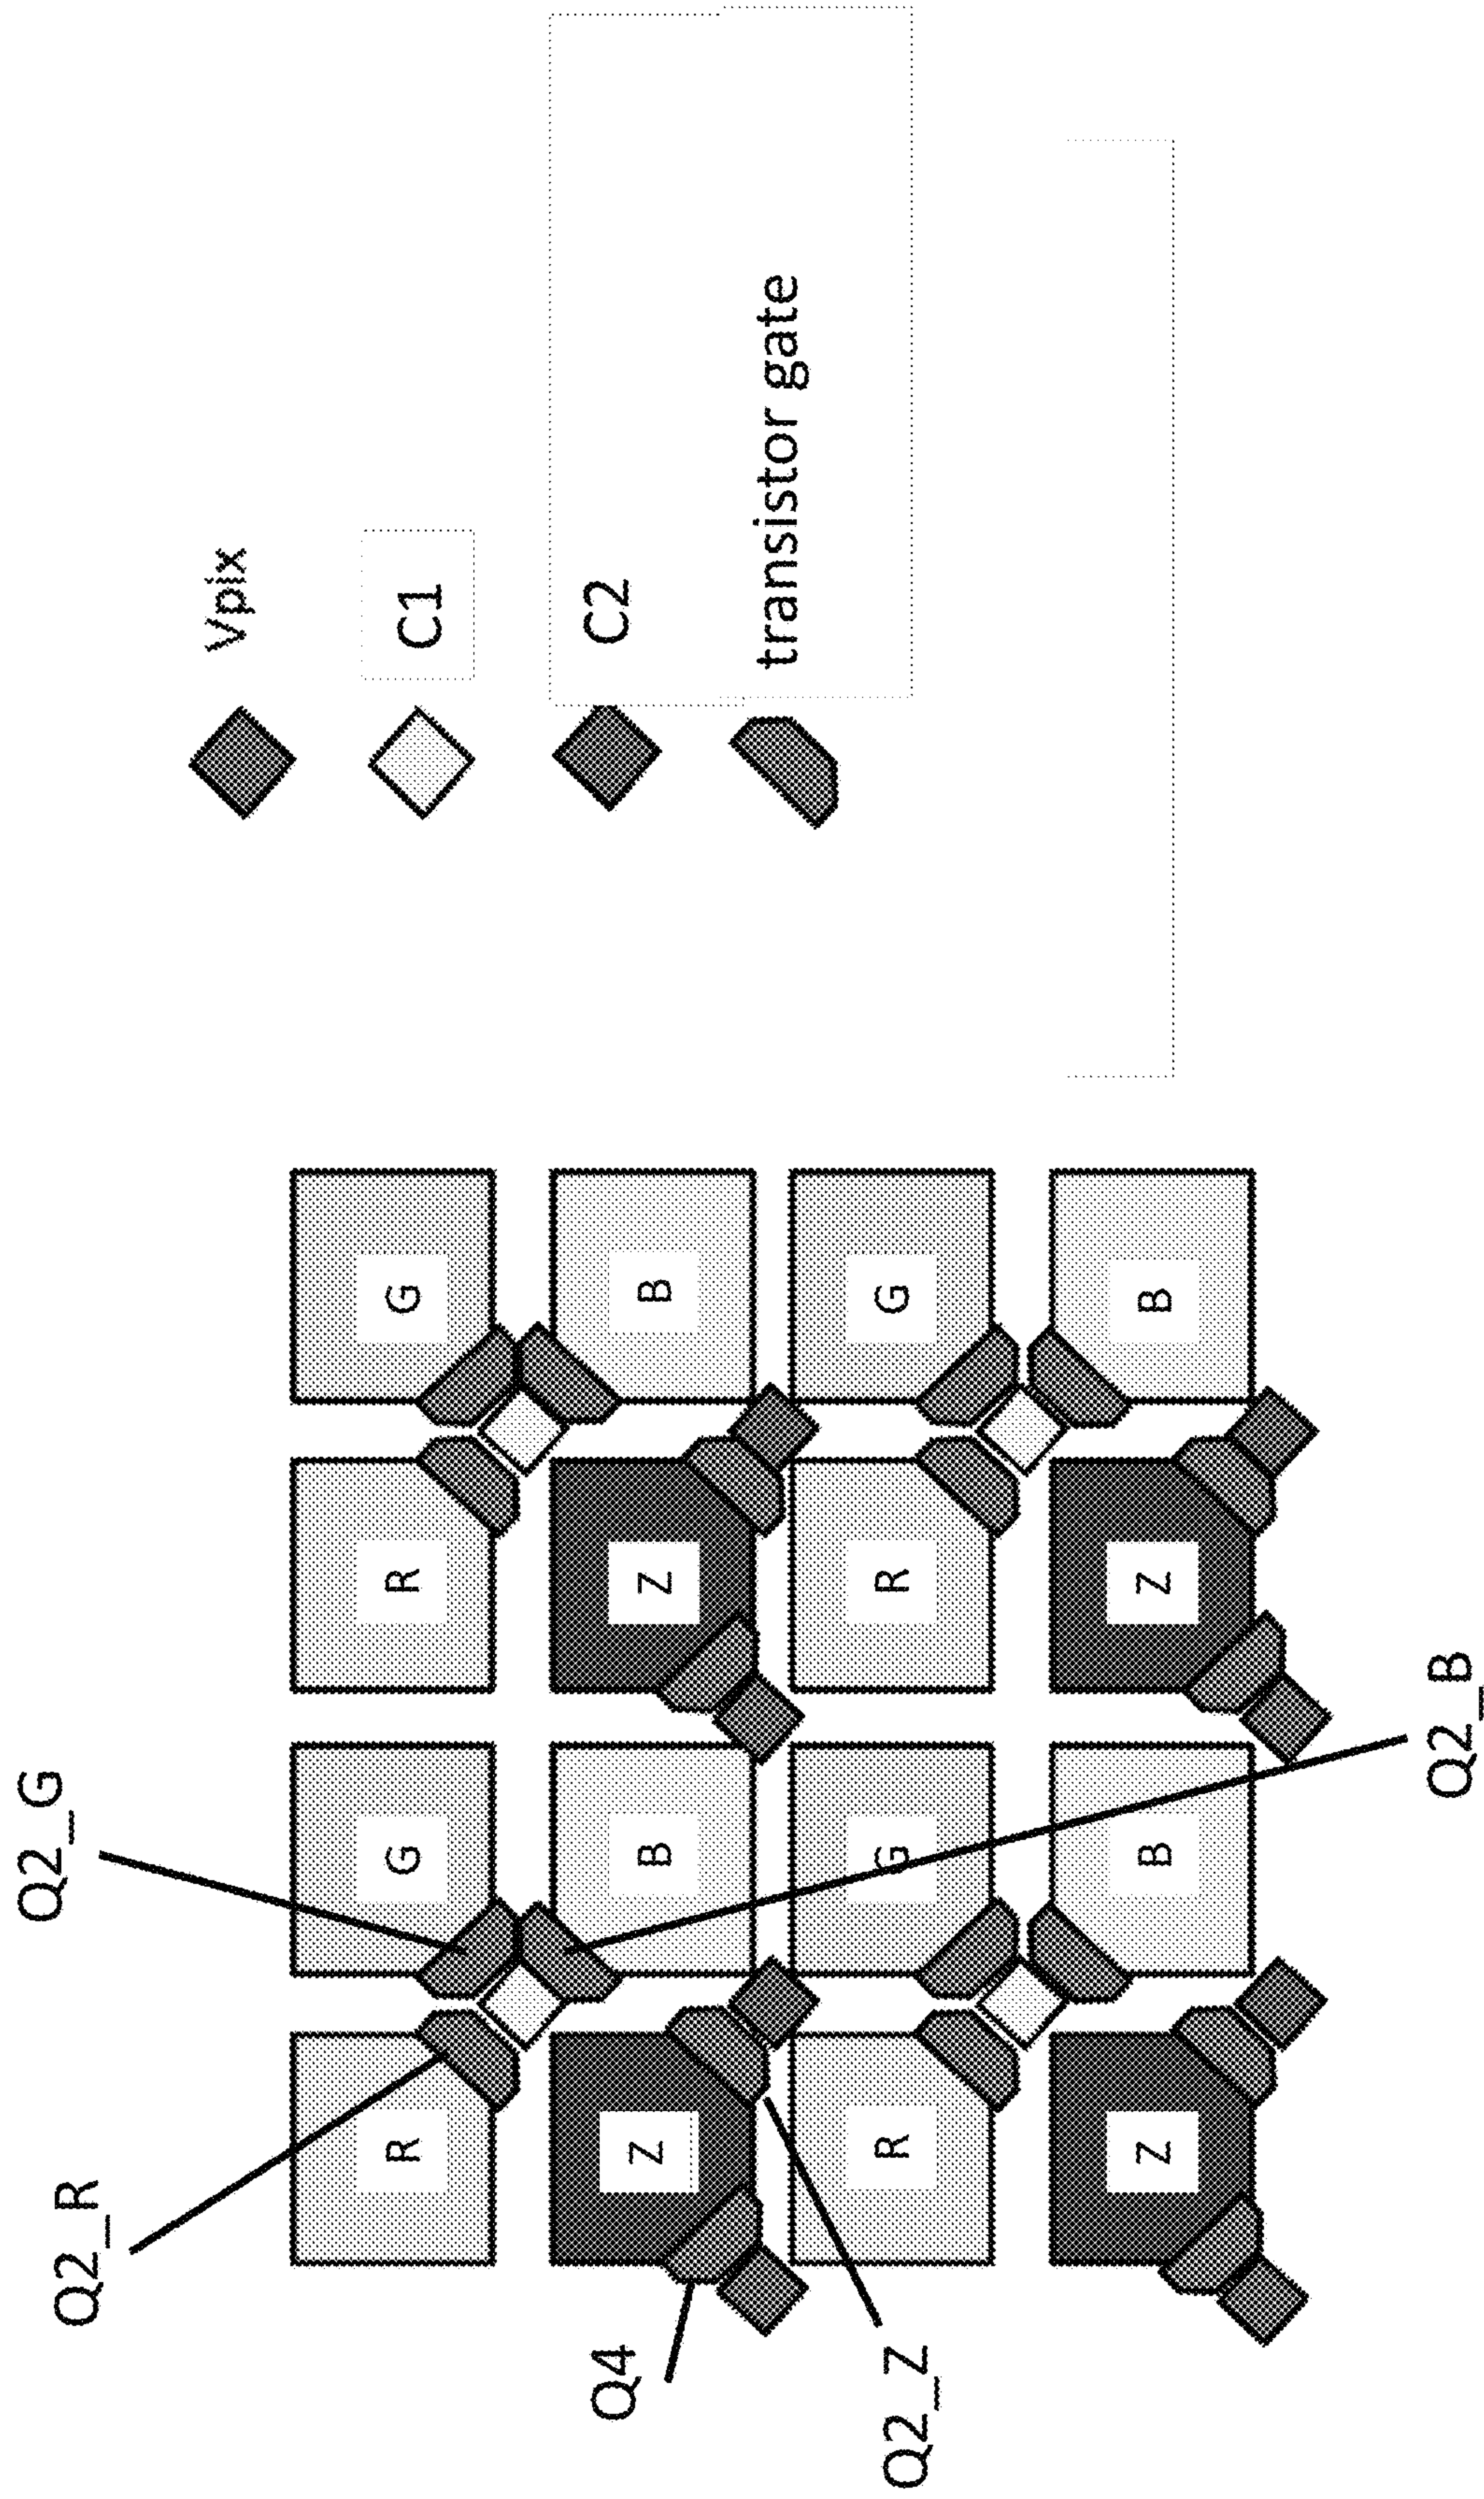 Q2_G
Q2_R
R G R G
Q4
Z B Z B
Q2_Z
R G R G
Z B Z B
Q2_B
Vpix
C1
C2
transistor gate